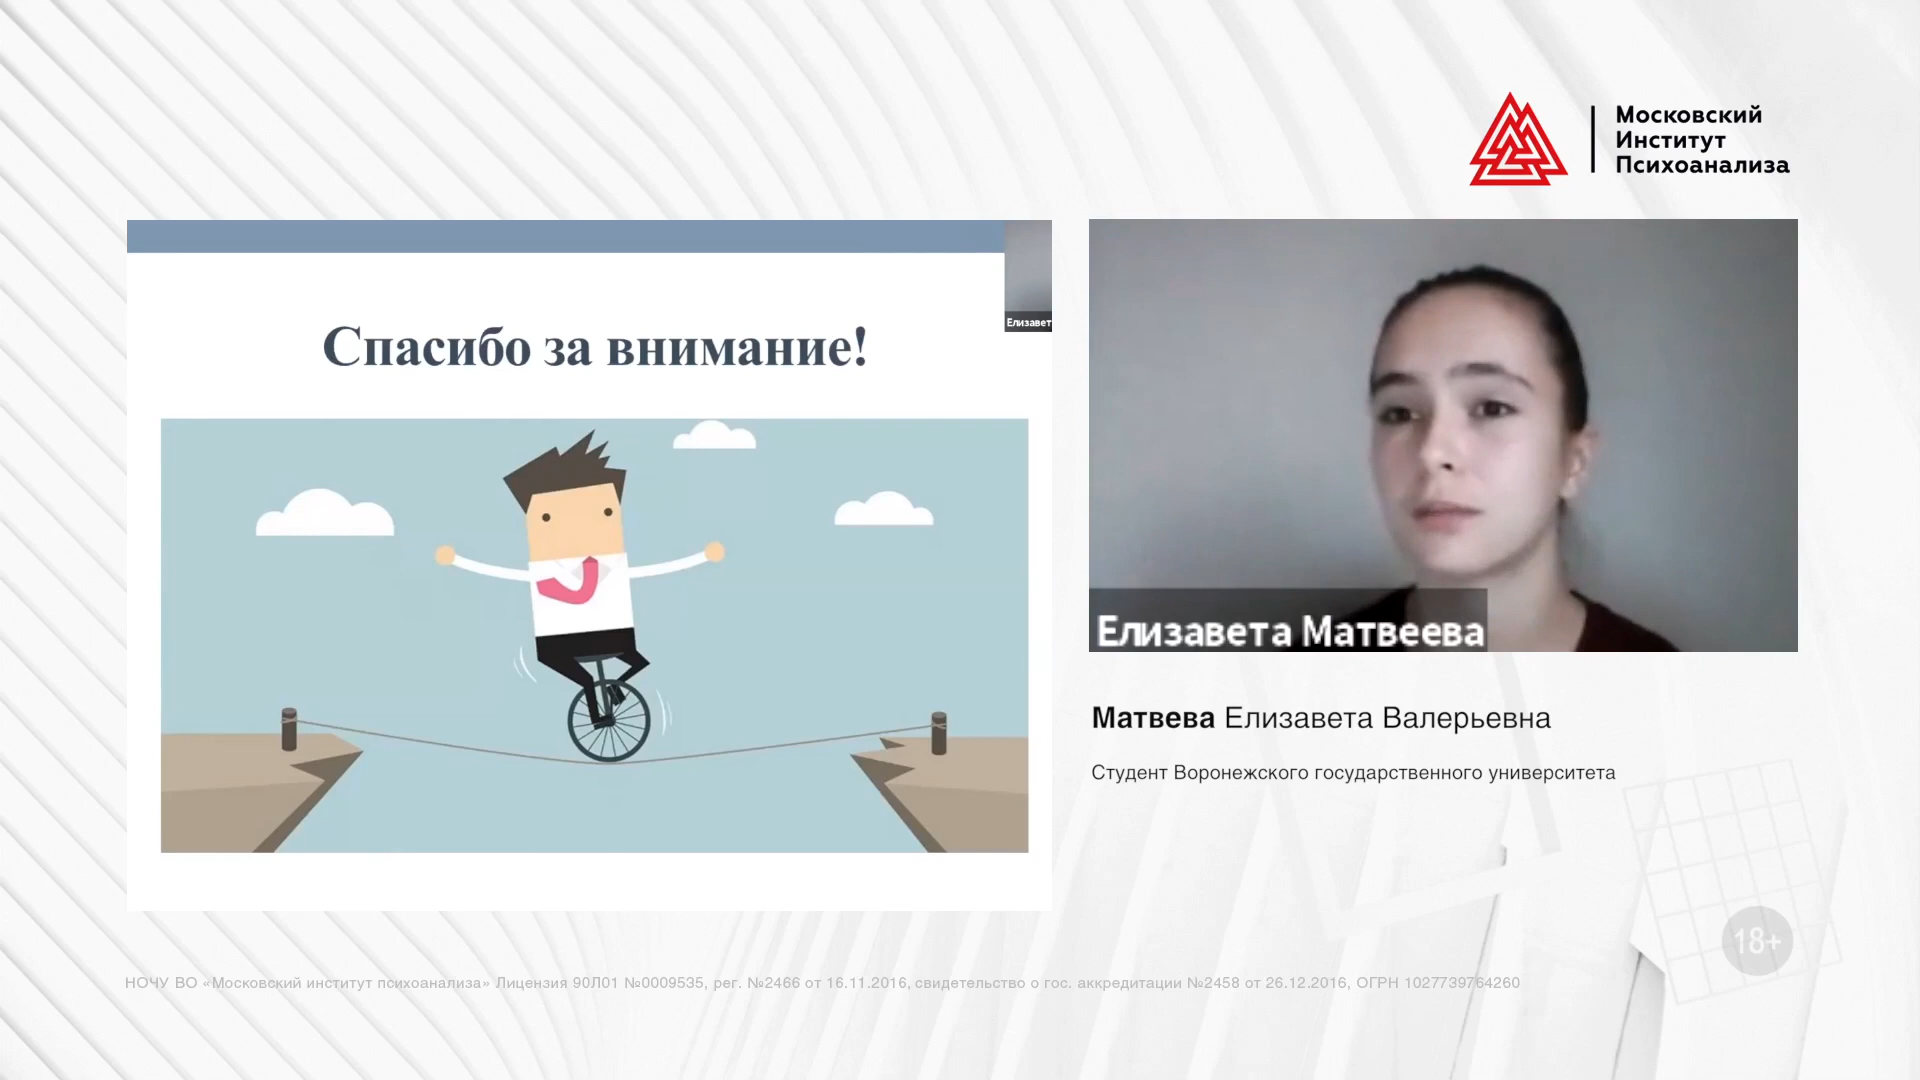 Московский
Институт
Психоанализа
Спасибо за внимание!
Елизавет
Елизавета Матвеева
Матвева Елизавета Валерьевна
Студент Воронежского государственного университета
18+
НОЧУ ВО «Московский институт психоанализа» Лицензия 90Л01 №0009535, рег. №2466 от 16.11.2016, свидетельство о гос. аккредитации №2458 от 26.12.2016, ОГРН 1027739764260